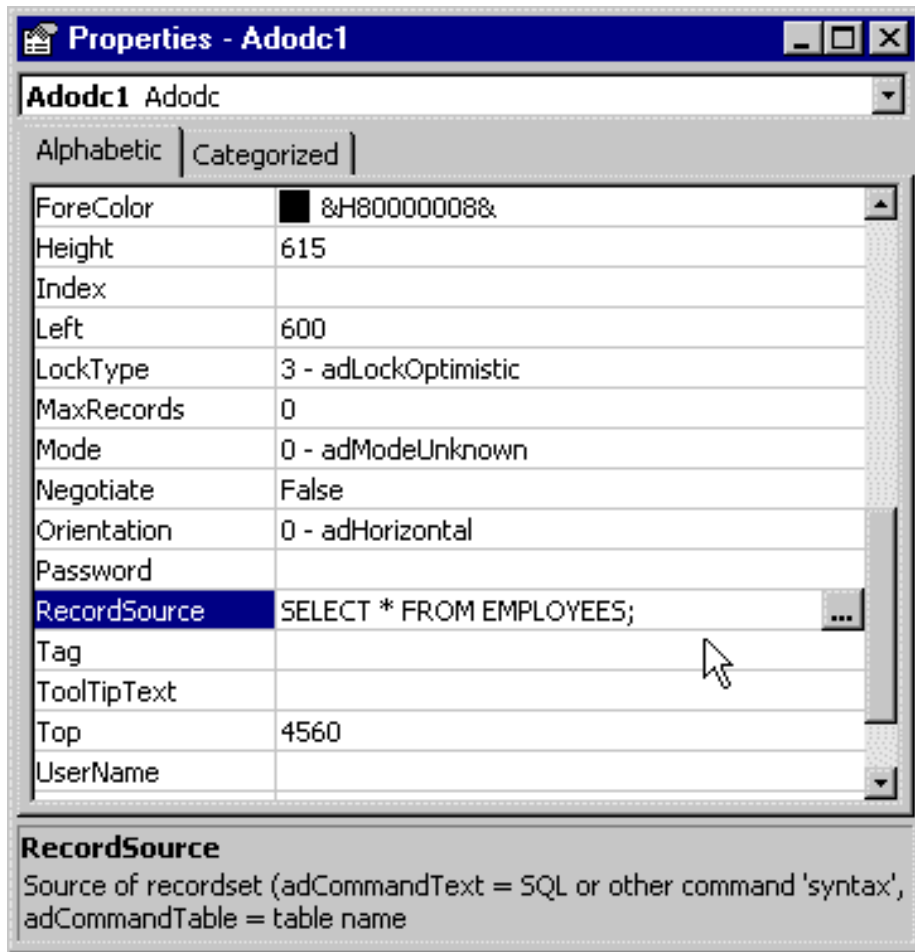 Properties - Adodc1
Adodc1 Adodc
Alphabetic Categorized
ForeColor &H80000008&
Height 615
Index
Left 600
LockType 3 - adLockOptimistic
MaxRecords 0
Mode 0 - adModeUnknown
Negotiate False
Orientation 0 - adHorizontal
Password
RecordSource SELECT * FROM EMPLOYEES; ...
Tag
ToolTipText
Top 4560
UserName
RecordSource
Source of recordset (adCommandText = SQL or other command 'syntax',
adCommandTable = table name